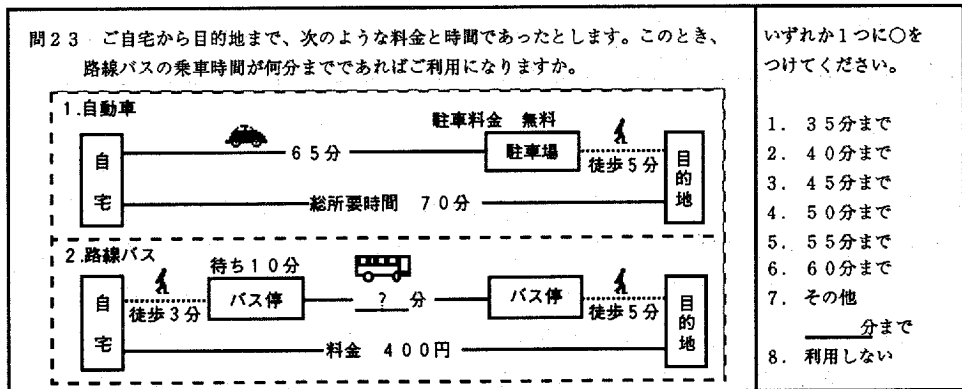 問23 ご自宅から目的地まで、次のような料金と時間であったとします。このとき、
路線バスの乗車時間が何分まででであればご利用になりますか。
1.自動車
駐車料金 無料
自宅
65分
駐車場
徒歩5分
目的地
総所要時間 70分
2.路線バス
待ち10分
自宅
徒歩3分
バス停
? 分
バス停
徒歩5分
目的地
料金 400円
いずれか1つに○を
つけてください。
1. 35分まで
2. 40分まで
3. 45分まで
4. 50分まで
5. 55分まで
6. 60分まで
7. その他
分まで
8. 利用しない